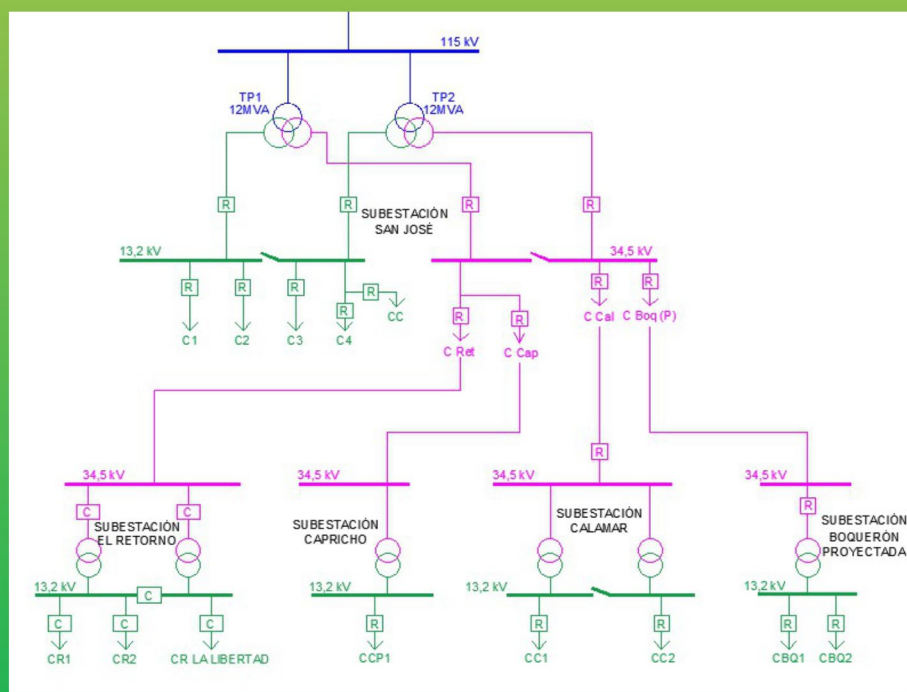 115 kV
TP1
12MVA
TP2
12MVA
R
R
R
R
SUBESTACIÓN
SAN JOSÉ
13,2 kV
34,5 kV
R
R
R
R
R
CC
C1
C2
C3
C4
R
R
R
R
C Ret
C Cap
C Cal
C Boq (P)
R
34,5 kV
34,5 kV
34,5 kV
34,5 kV
C
C
R
SUBESTACIÓN
EL RETORNO
SUBESTACIÓN
CAPRICHO
SUBESTACIÓN
CALAMAR
SUBESTACIÓN
BOQUERÓN
PROYECTADA
13,2 kV
C
13,2 kV
13,2 kV
13,2 kV
C
C
C
R
R
R
R
R
CR1
CR2
CR LA LIBERTAD
CCP1
CC1
CC2
CBQ1
CBQ2